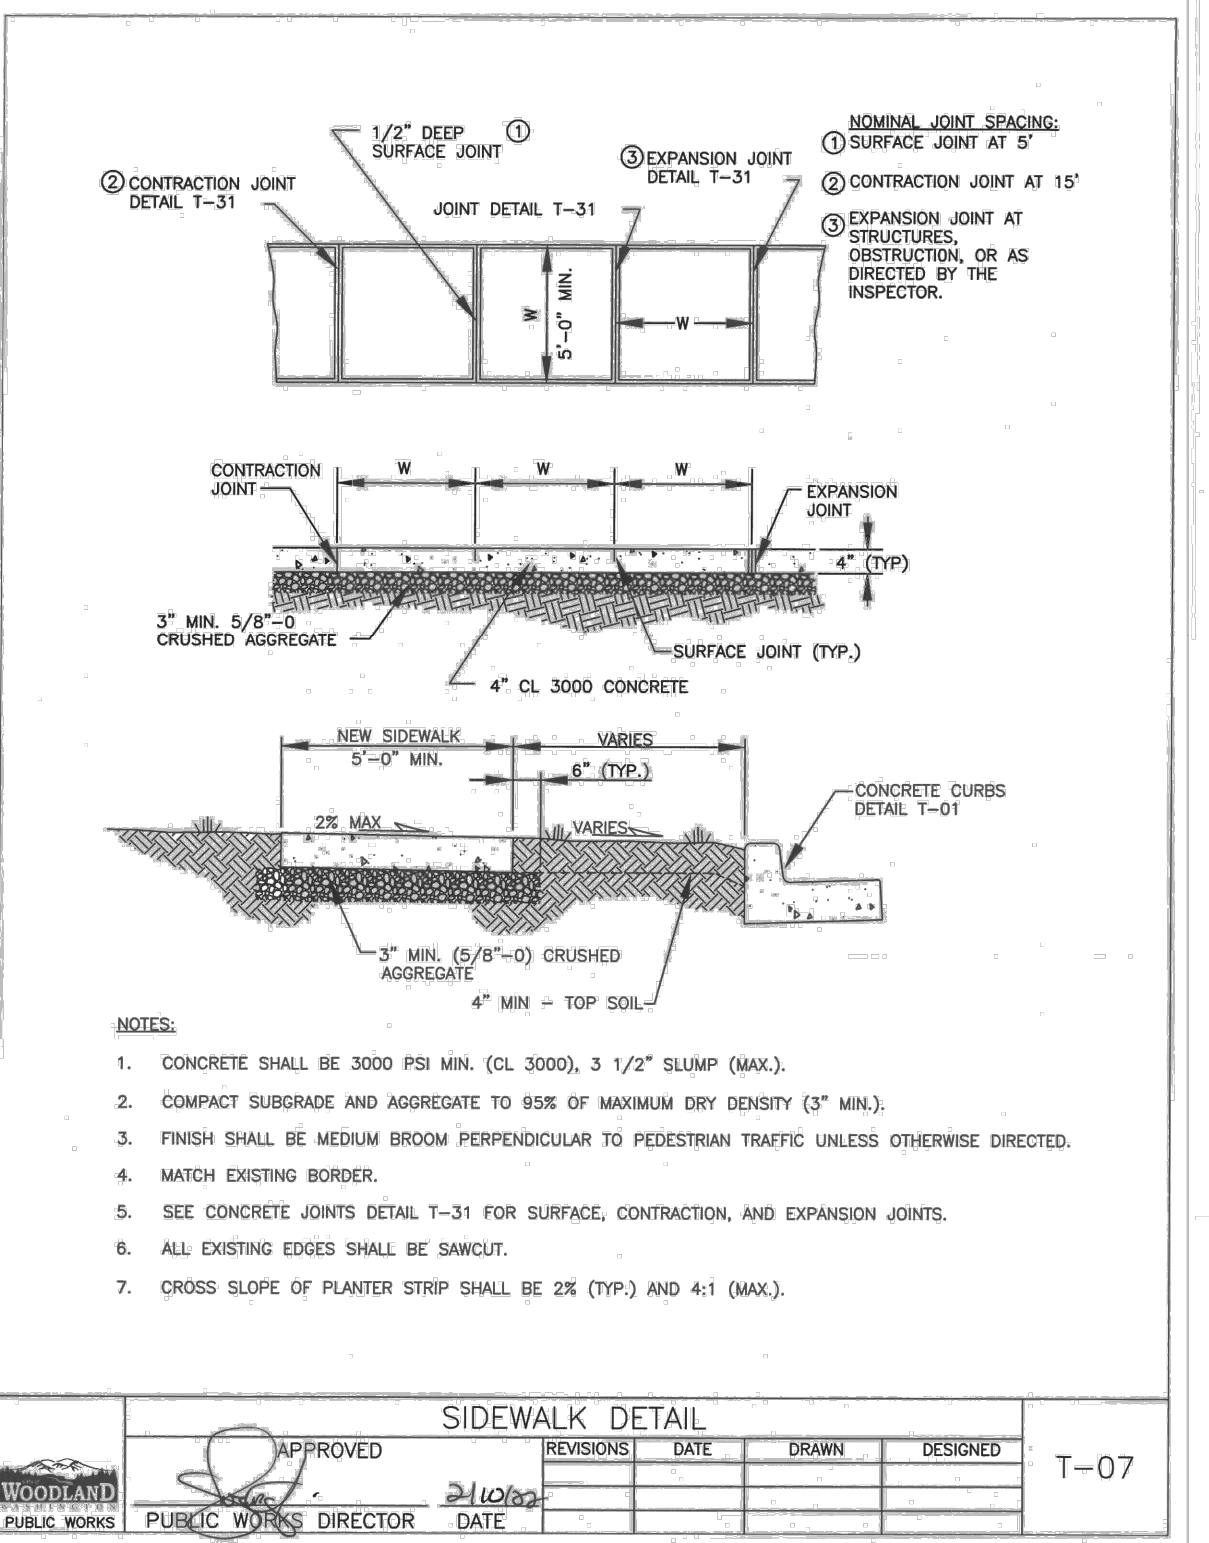 1/2" DEEP ①
SURFACE JOINT
② CONTRACTION JOINT
DETAIL T-31
③ EXPANSION JOINT
DETAIL T-31
JOINT DETAIL T-31
NOMINAL JOINT SPACING:
① SURFACE JOINT AT 5'
② CONTRACTION JOINT AT 15'
③ EXPANSION JOINT AT
STRUCTURES,
OBSTRUCTION, OR AS
DIRECTED BY THE
INSPECTOR.
W
5'-0" MIN.
W
CONTRACTION
JOINT
W
W
W
EXPANSION
JOINT
4" (TYP)
3" MIN. 5/8"-0
CRUSHED AGGREGATE
SURFACE JOINT (TYP.)
4" CL 3000 CONCRETE
NEW SIDEWALK
5'-0" MIN.
VARIES
6" (TYP.)
CONCRETE CURBS
DETAIL T-01
2% MAX
VARIES
3" MIN. (5/8"-0) CRUSHED
AGGREGATE
4" MIN - TOP SOIL
NOTES:
1. CONCRETE SHALL BE 3000 PSI MIN. (CL 3000), 3 1/2" SLUMP (MAX.).
2. COMPACT SUBGRADE AND AGGREGATE TO 95% OF MAXIMUM DRY DENSITY (3" MIN.).
3. FINISH SHALL BE MEDIUM BROOM PERPENDICULAR TO PEDESTRIAN TRAFFIC UNLESS OTHERWISE DIRECTED.
4. MATCH EXISTING BORDER.
5. SEE CONCRETE JOINTS DETAIL T-31 FOR SURFACE, CONTRACTION, AND EXPANSION JOINTS.
6. ALL EXISTING EDGES SHALL BE SAWCUT.
7. CROSS SLOPE OF PLANTER STRIP SHALL BE 2% (TYP.) AND 4:1 (MAX.).
SIDEWALK DETAIL
APPROVED
REVISIONS DATE DRAWN DESIGNED
T-07
WOODLAND
WASHINGTON
PUBLIC WORKS
2/10/22
PUBLIC WORKS DIRECTOR DATE